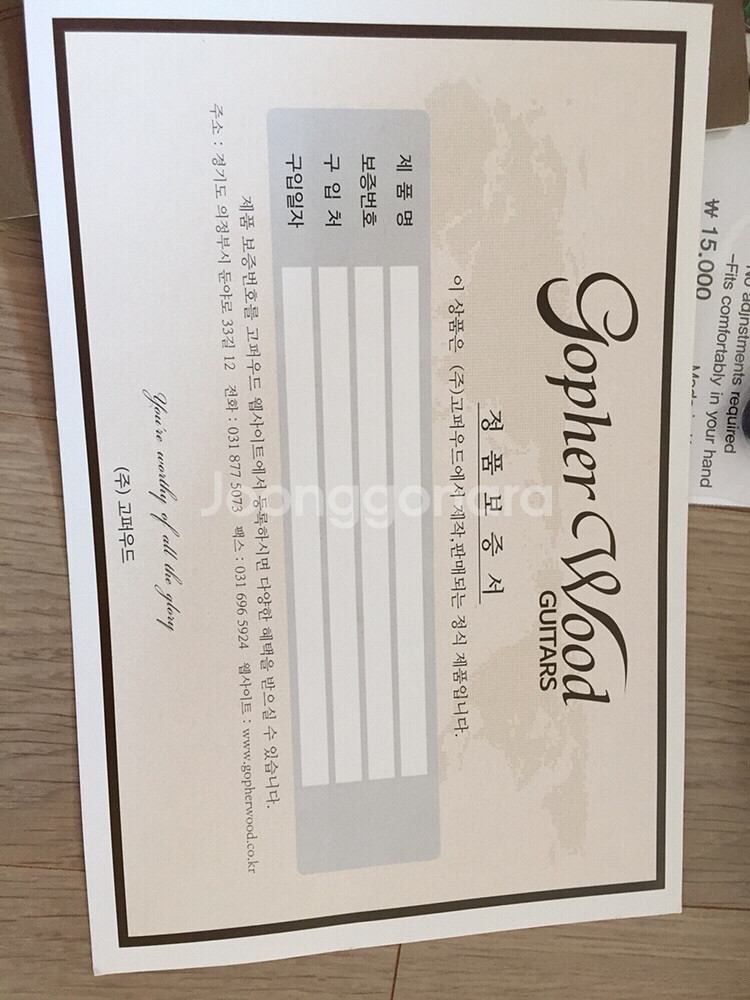 Gopher Wood
GUITARS
정품보증서
이 상품은 (주)고퍼우드에서 제작,판매되는 정식 제품입니다.
제 품 명
보증번호
구 입 처
구입일자
제품 보증번호를 고퍼우드 웹사이트에서 등록하시면 다양한 혜택을 받으실 수 있습니다.
주소 : 경기도 의정부시 둔야로 33길 12 전화 : 031 877 5073 팩스 : 031 696 5924 웹사이트 : www.gopherwood.co.kr
You're worthy of all the glory
(주) 고퍼우드
Joonggonara
No adjnstments required
-Fits comfortably in your hand
₩ 15.000